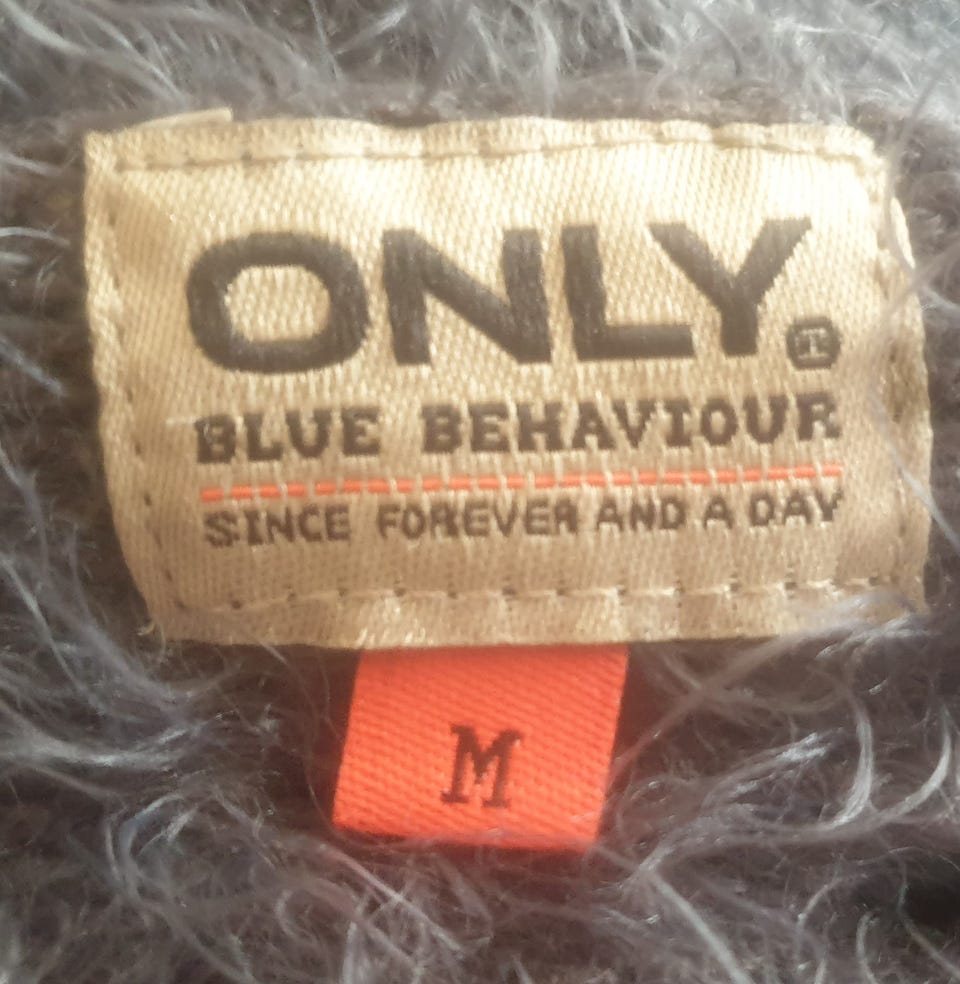 ONLY
BLUE BEHAVIOUR
SINCE FOREVER AND A DAY
M